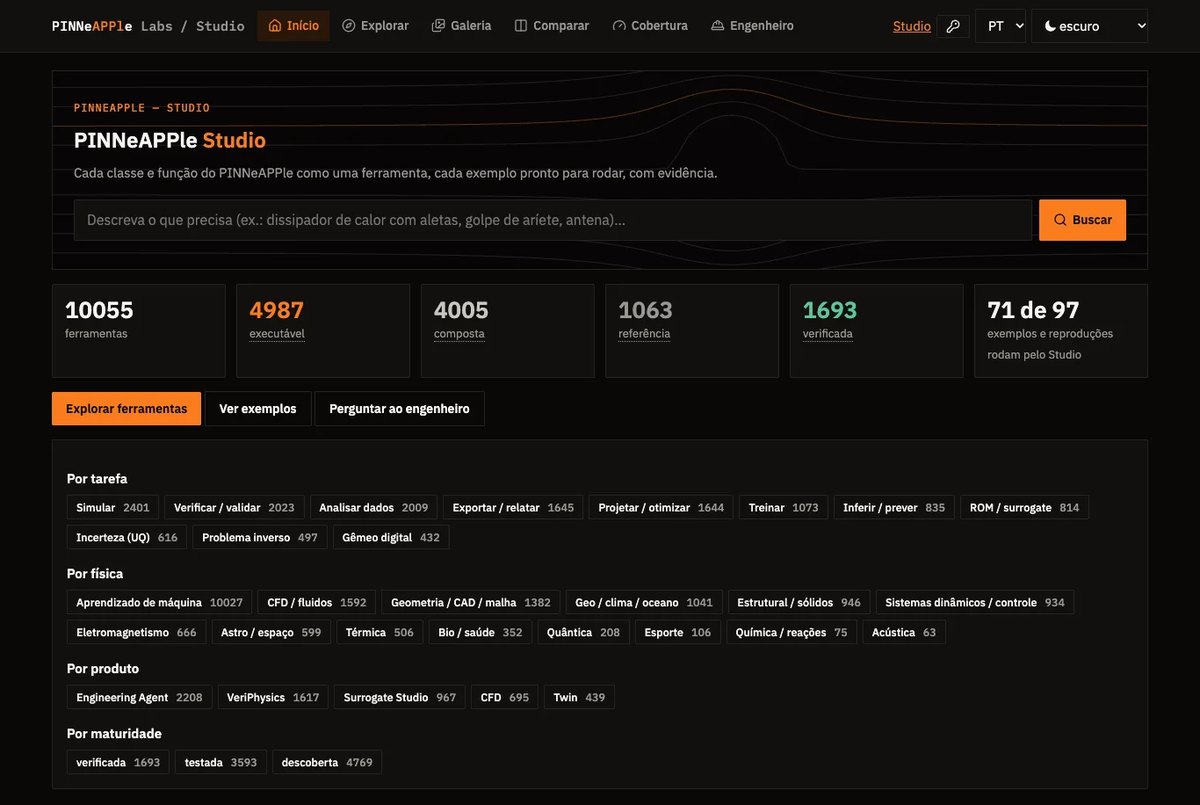 PINNeAPPle Labs / Studio Início Explorar Galeria Comparar Cobertura Engenheiro Studio PT escuro
PINNEAPPLE — STUDIO
PINNeAPPle Studio
Cada classe e função do PINNeAPPle como uma ferramenta, cada exemplo pronto para rodar, com evidência.
Descreva o que precisa (ex.: dissipador de calor com aletas, golpe de aríete, antena)... Buscar
10055 4987 4005 1063 1693 71 de 97
ferramentas executável composta referência verificada exemplos e reproduções
rodam pelo Studio
Explorar ferramentas Ver exemplos Perguntar ao engenheiro
Por tarefa
Simular 2401 Verificar / validar 2023 Analisar dados 2009 Exportar / relatar 1645 Projetar / otimizar 1644 Treinar 1073 Inferir / prever 835 ROM / surrogate 814
Incerteza (UQ) 616 Problema inverso 497 Gêmeo digital 432
Por física
Aprendizado de máquina 10027 CFD / fluidos 1592 Geometria / CAD / malha 1382 Geo / clima / oceano 1041 Estrutural / sólidos 946 Sistemas dinâmicos / controle 934
Eletromagnetismo 666 Astro / espaço 599 Térmica 506 Bio / saúde 352 Quântica 208 Esporte 106 Química / reações 75 Acústica 63
Por produto
Engineering Agent 2208 VeriPhysics 1617 Surrogate Studio 967 CFD 695 Twin 439
Por maturidade
verificada 1693 testada 3593 descoberta 4769